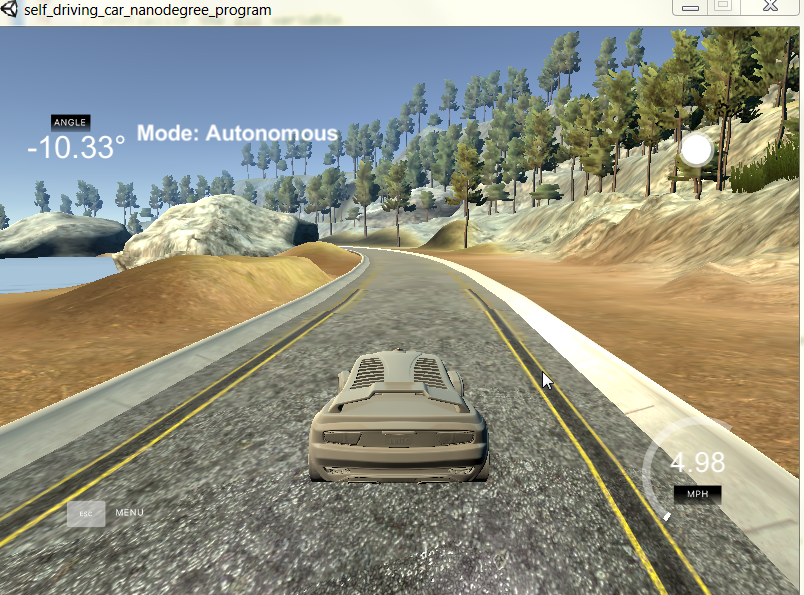 self_driving_car_nanodegree_program
ANGLE
-10.33°
Mode: Autonomous
4.98
MPH
ESC
MENU